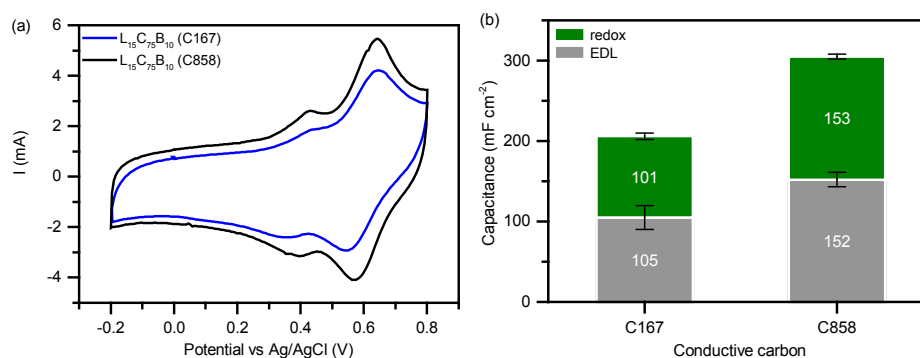 (a)
L₁₅C₇₅B₁₀ (C167)
L₁₅C₇₅B₁₀ (C858)
6
4
2
0
-2
-4
I (mA)
-0.2 0.0 0.2 0.4 0.6 0.8
Potential vs Ag/AgCl (V)
(b)
redox
EDL
300
200
100
0
Capacitance (mF cm⁻²)
101
105
153
152
C167 C858
Conductive carbon